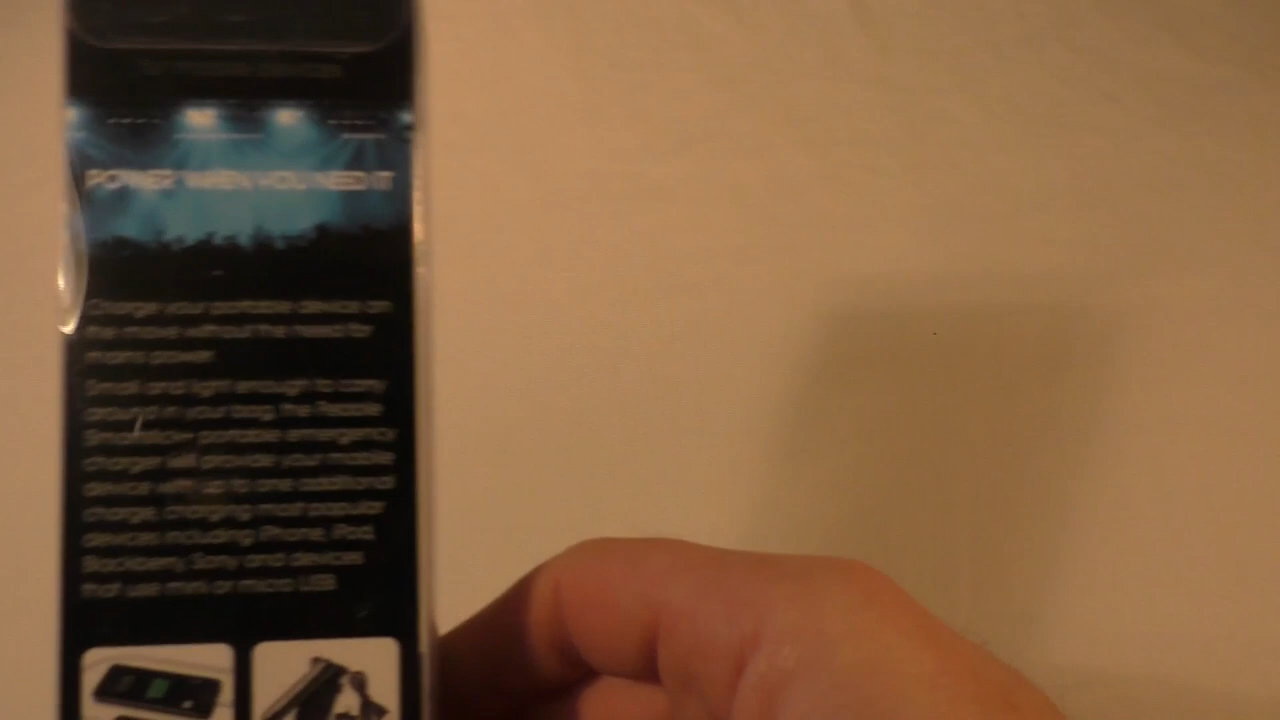 POWER WHEN YOU NEED IT
Charge your portable device on
the move without the need for
mains power.
Small and light enough to carry
around in your bag, the Pebble
Smartstick+ portable emergency
charger will provide your mobile
device with up to one additional
charge, charging most popular
devices including iPhone, iPod,
Blackberry, Sony and devices
that use mini or micro USB.